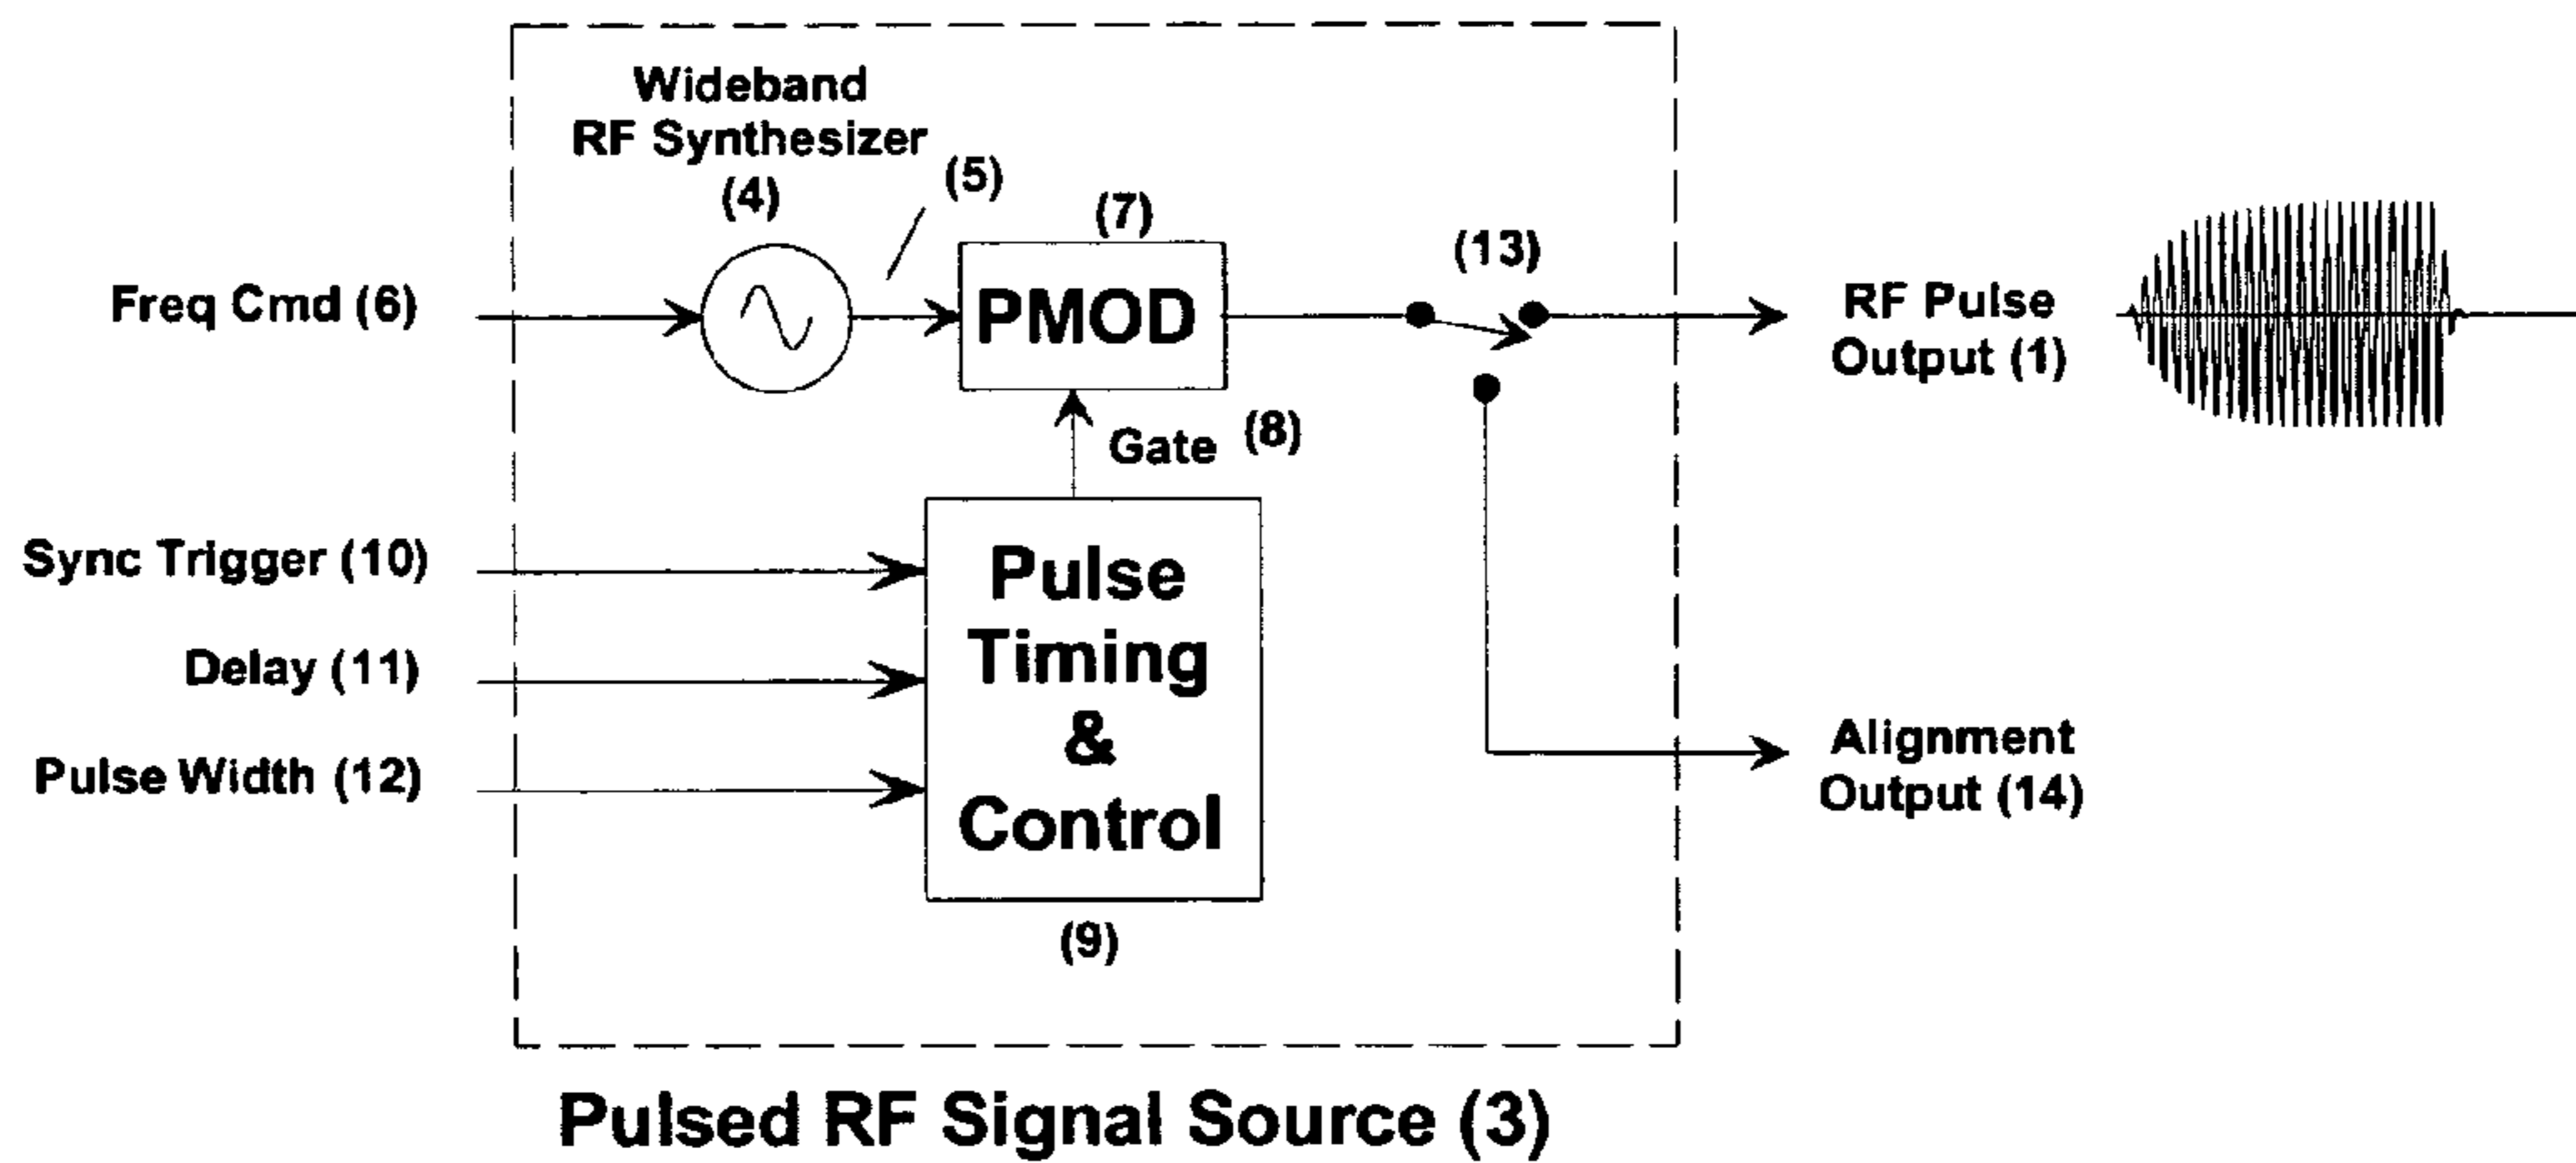 Wideband
RF Synthesizer
(4)
(5)
(7)
(13)
Freq Cmd (6)
PMOD
RF Pulse
Output (1)
Gate (8)
Sync Trigger (10)
Delay (11)
Pulse Width (12)
Pulse
Timing
&
Control
(9)
Alignment
Output (14)
Pulsed RF Signal Source (3)